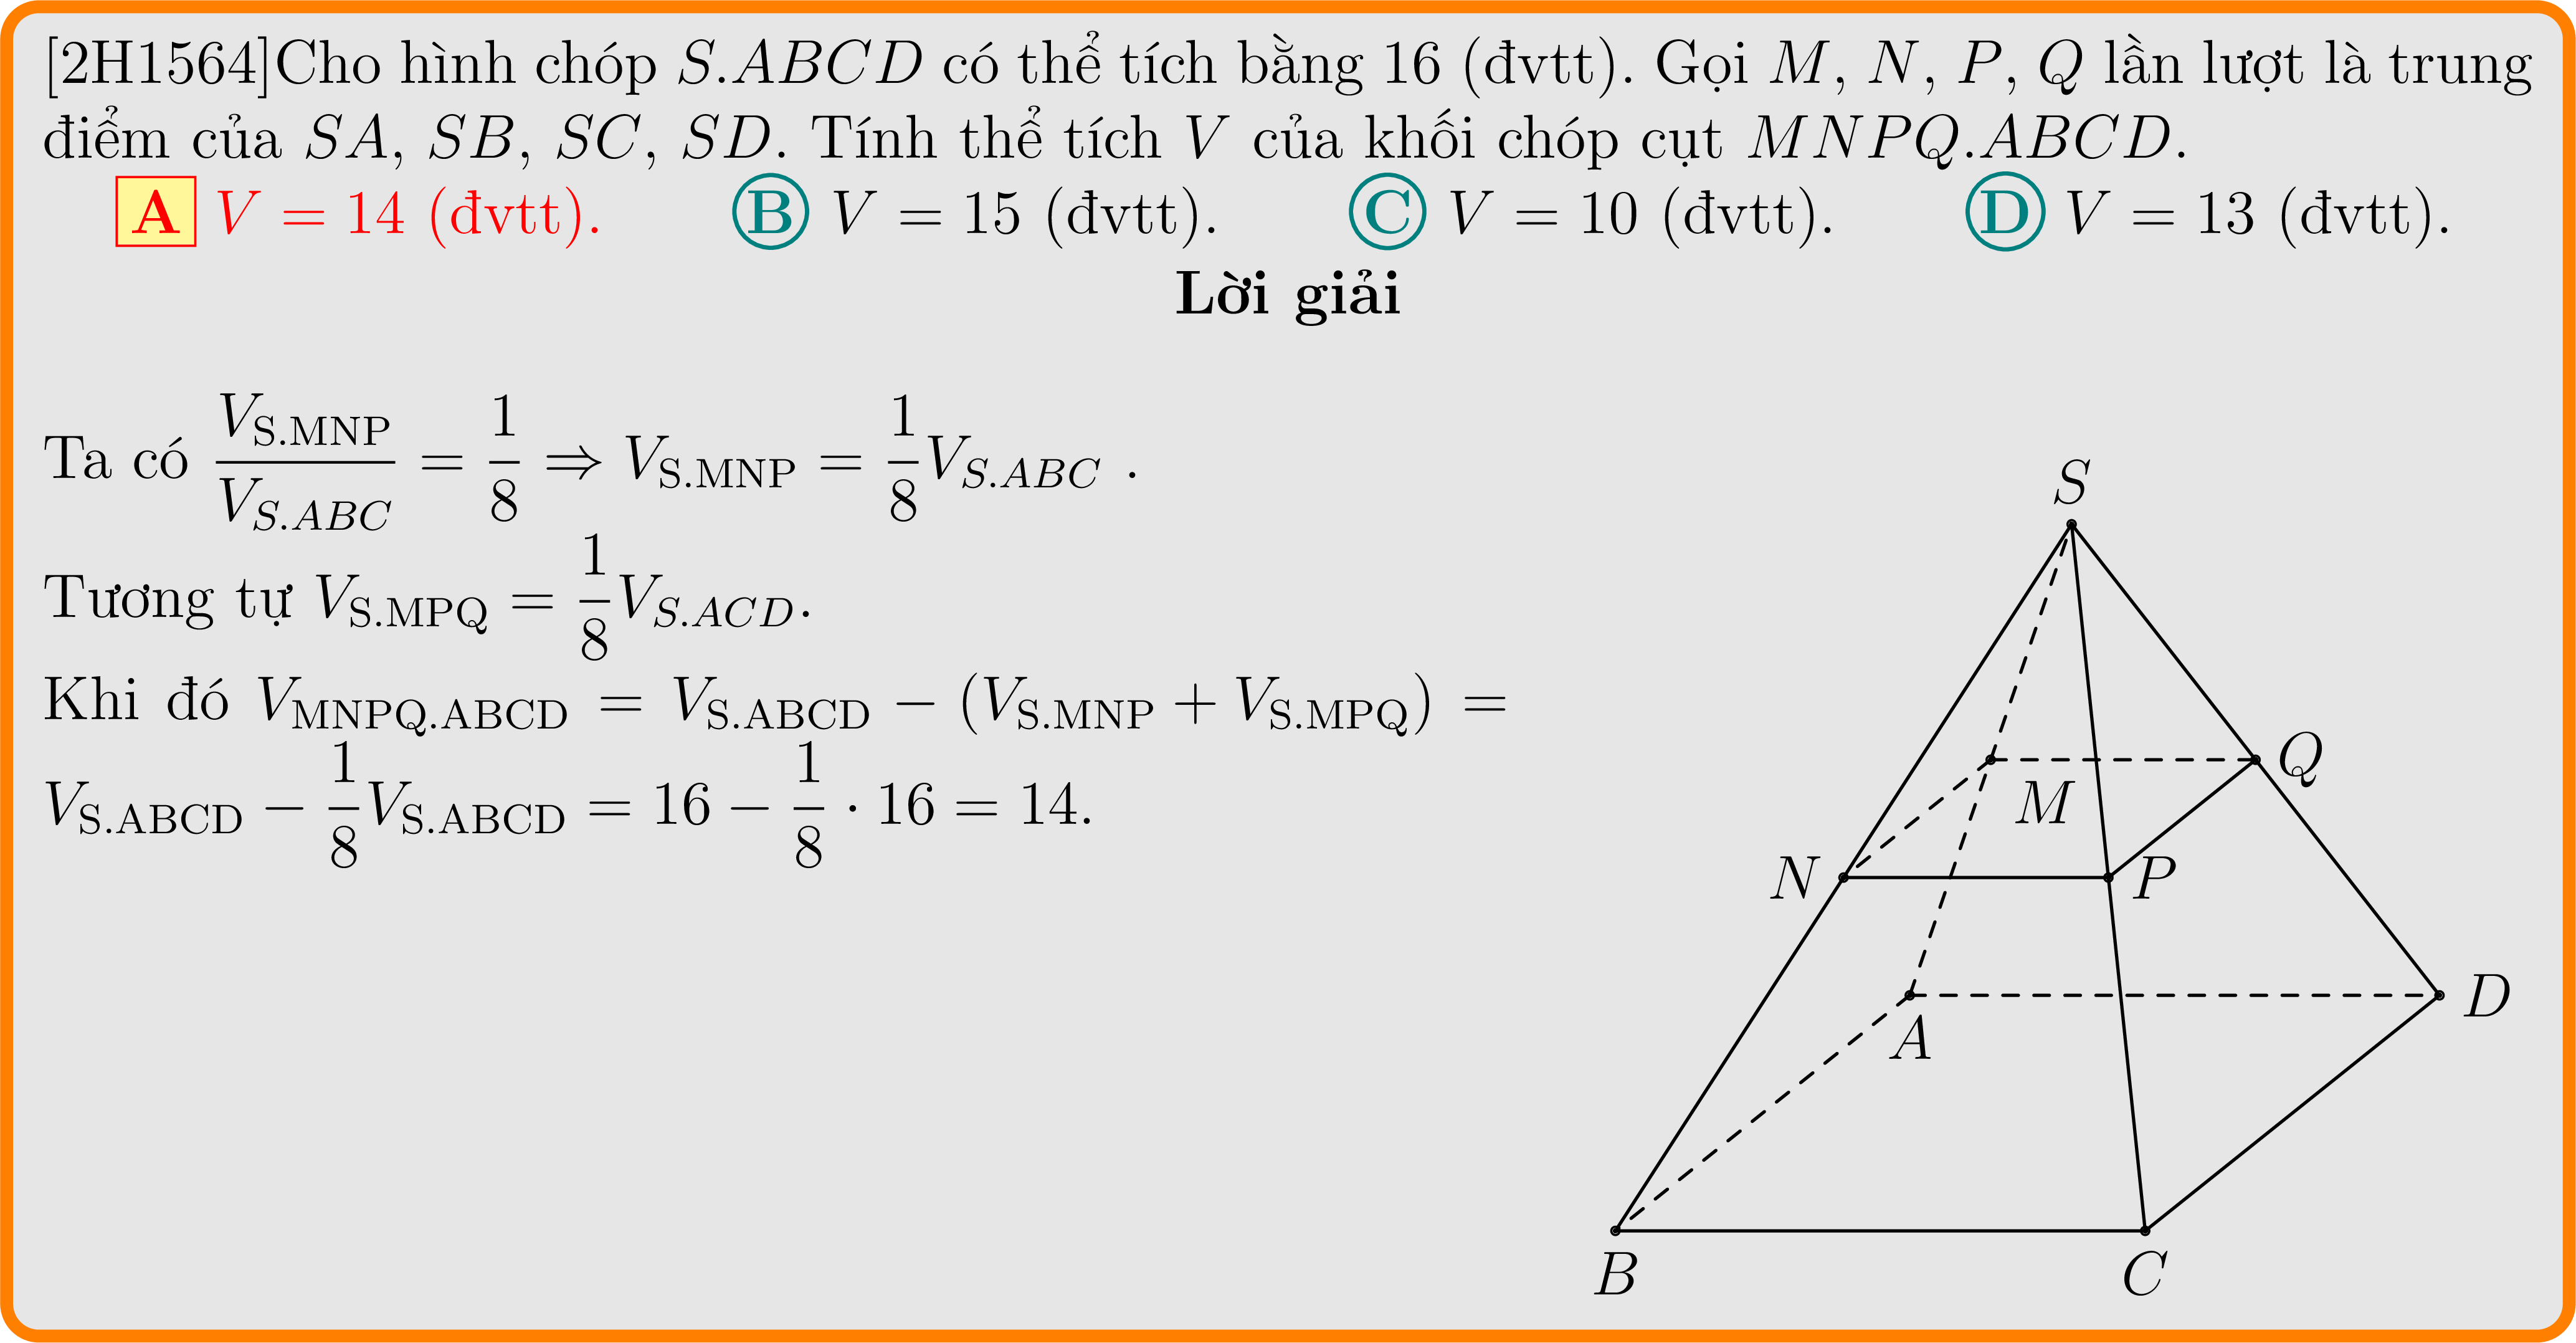 [2H1564]Cho hình chóp S.ABCD có thể tích bằng 16 (đvtt). Gọi M, N, P, Q lần lượt là trung
điểm của SA, SB, SC, SD. Tính thể tích V của khối chóp cụt MNPQ.ABCD.
A V = 14 (đvtt). B V = 15 (đvtt). C V = 10 (đvtt). D V = 13 (đvtt).
Lời giải
Ta có \frac{V_{S.MNP}}{V_{S.ABC}} = \frac{1}{8} ⇒ V_{S.MNP} = \frac{1}{8}V_{S.ABC} .
Tương tự V_{S.MPQ} = \frac{1}{8}V_{S.ACD}.
Khi đó V_{MNPQ.ABCD} = V_{S.ABCD} − (V_{S.MNP} + V_{S.MPQ}) =
V_{S.ABCD} − \frac{1}{8}V_{S.ABCD} = 16 − \frac{1}{8} · 16 = 14.
S
Q
M
N
P
D
A
B
C